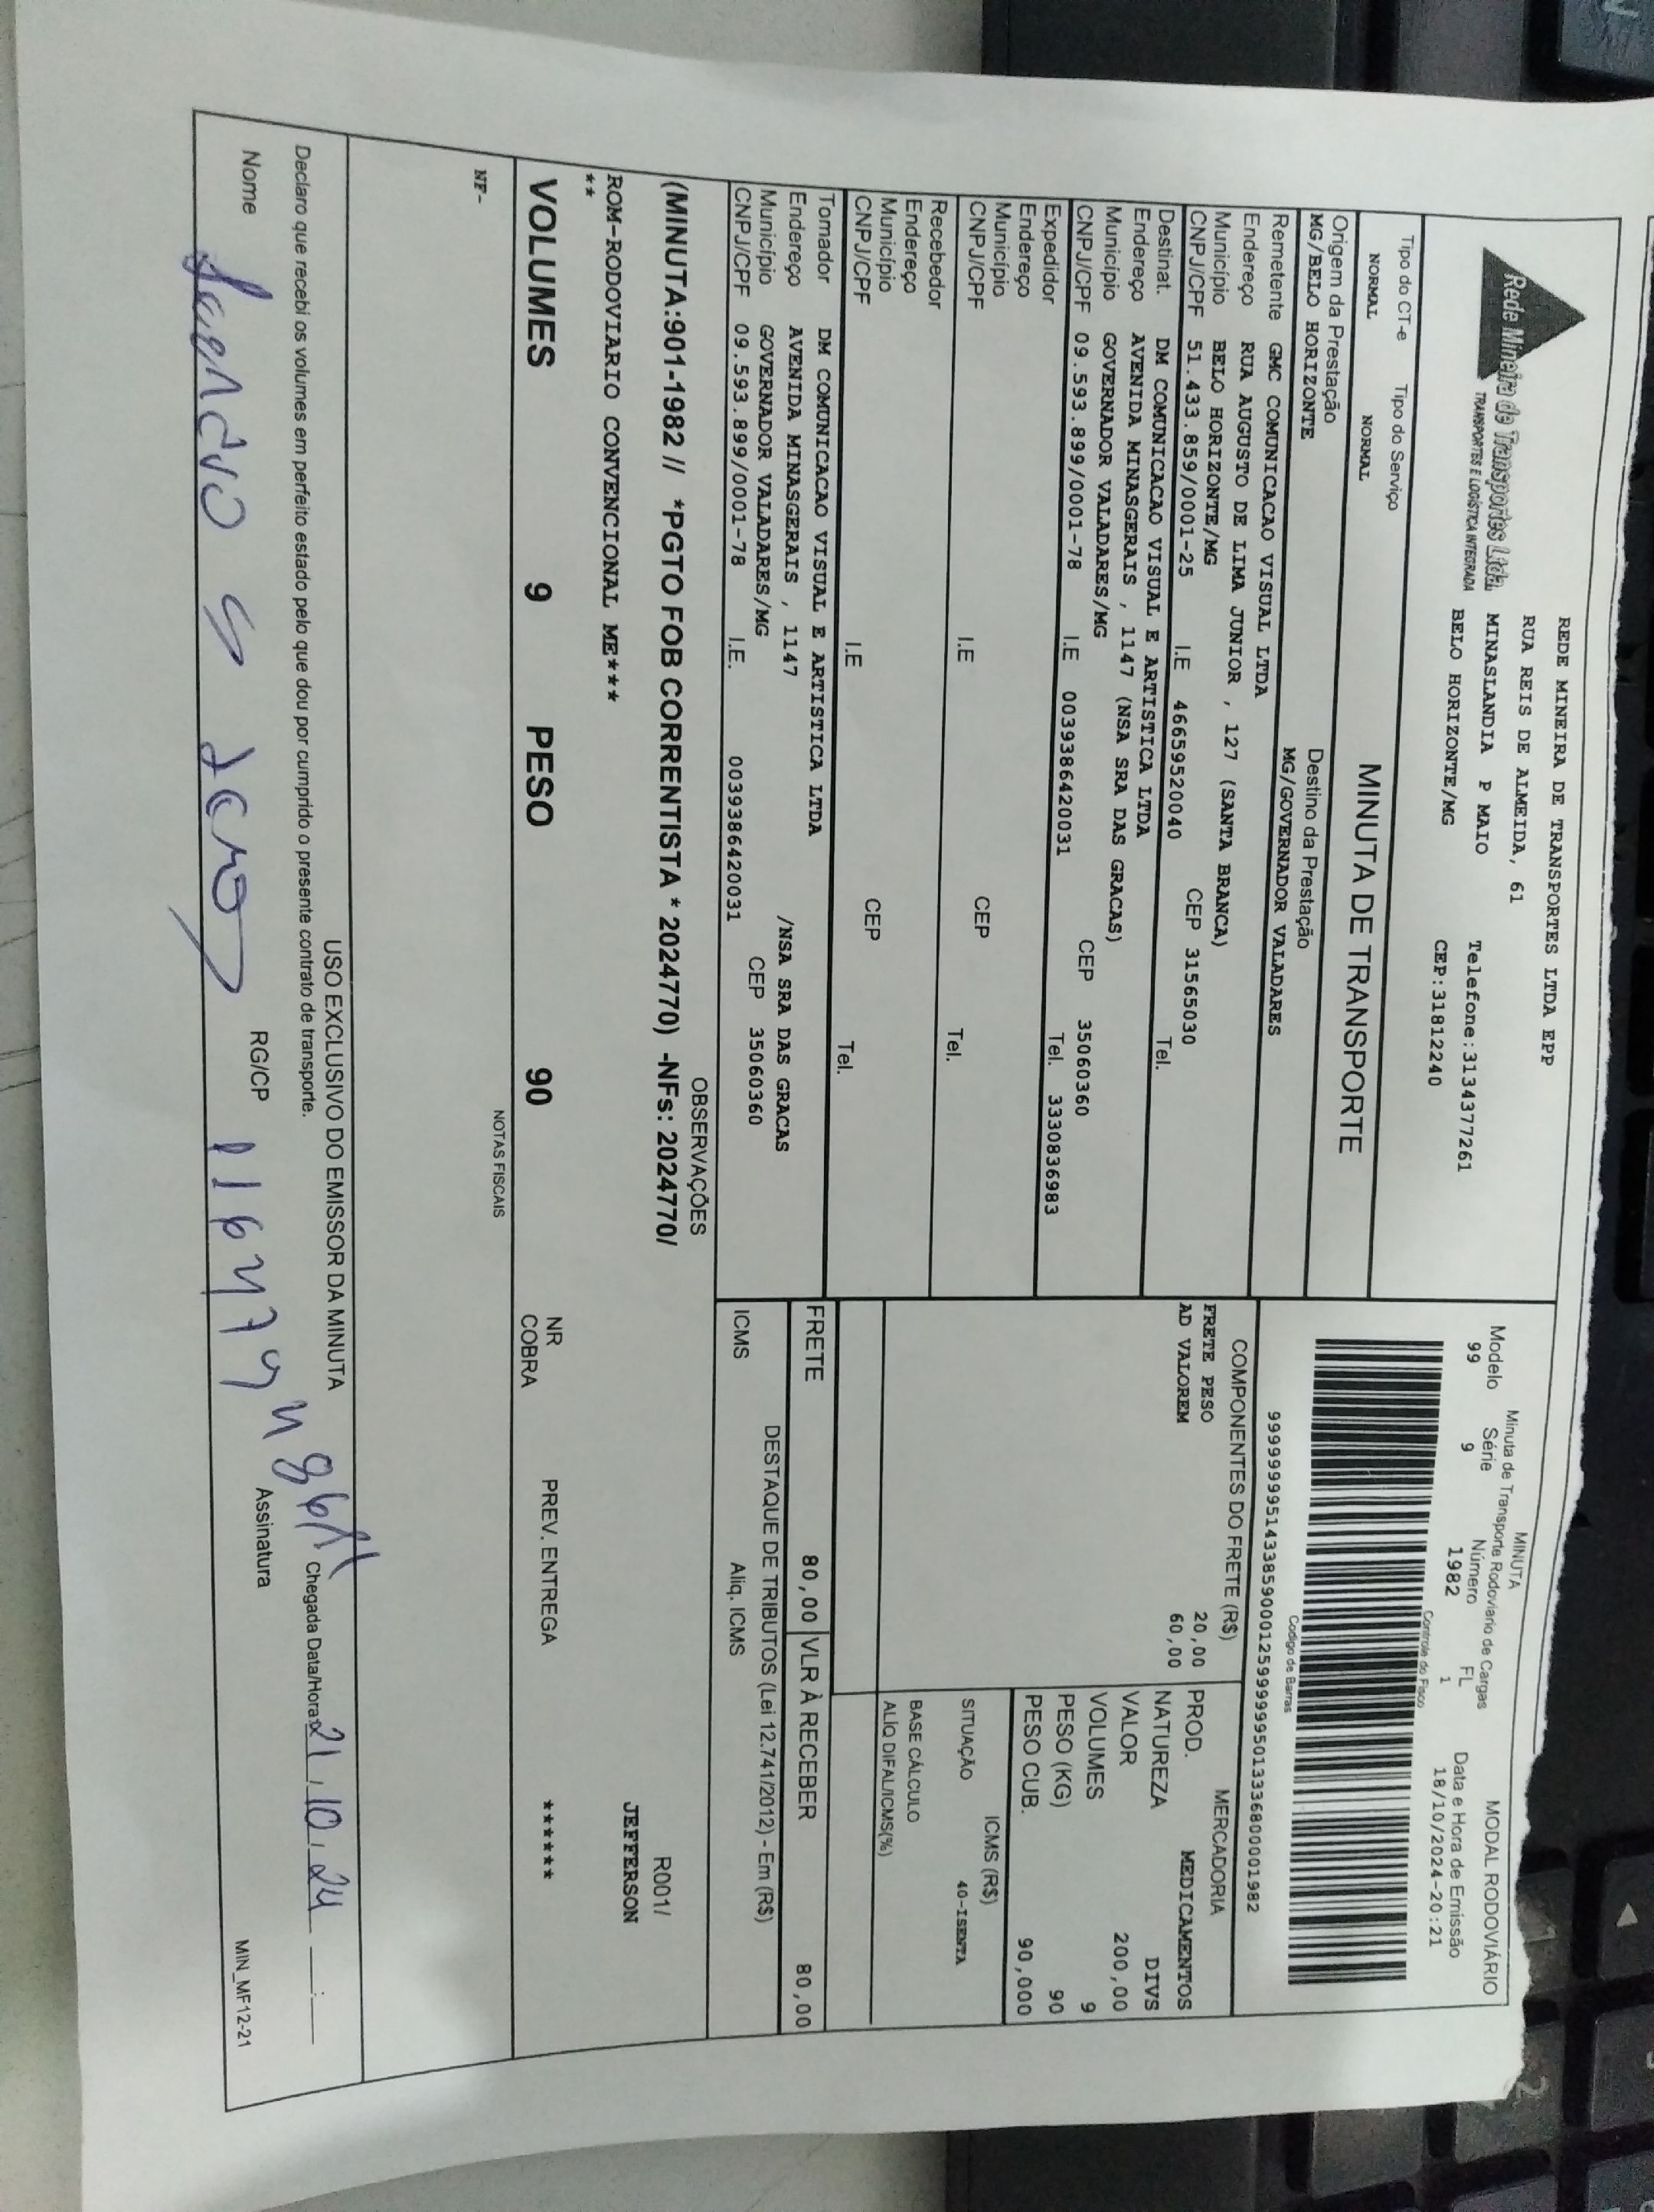 Rede Mineira de Transportes Ltda.
TRANSPORTES E LOGÍSTICA INTEGRADA
REDE MINEIRA DE TRANSPORTES LTDA EPP
RUA REIS DE ALMEIDA, 61
MINASLANDIA P MAIO Telefone:3134377261
BELO HORIZONTE/MG CEP:31812240
MINUTA MODAL RODOVIÁRIO
Minuta de Transporte Rodoviario de Cargas
Modelo Série Número FL Data e Hora de Emissão
99 9 1982 1 18/10/2024-20:21
Controle do Fisco
Codigo de Barras
Tipo do CT-e Tipo do Serviço
NORMAL NORMAL
MINUTA DE TRANSPORTE
Origem da Prestação Destino da Prestação
MG/BELO HORIZONTE MG/GOVERNADOR VALADARES
Remetente GMC COMUNICACAO VISUAL LTDA
Endereço RUA AUGUSTO DE LIMA JUNIOR , 127 (SANTA BRANCA)
Município BELO HORIZONTE/MG CEP 31565030
CNPJ/CPF 51.433.859/0001-25 I.E 46659520040 Tel.
Destinat. DM COMUNICACAO VISUAL E ARTISTICA LTDA
Endereço AVENIDA MINASGERAIS , 1147 (NSA SRA DAS GRACAS)
Município GOVERNADOR VALADARES/MG CEP 35060360
CNPJ/CPF 09.593.899/0001-78 I.E 00393864200​31 Tel. 3330836983
Expedidor
Endereço
Município CEP
CNPJ/CPF I.E Tel.
Recebedor
Endereço
Município CEP
CNPJ/CPF I.E Tel.
Tomador DM COMUNICACAO VISUAL E ARTISTICA LTDA
Endereço AVENIDA MINASGERAIS , 1147 /NSA SRA DAS GRACAS
Município GOVERNADOR VALADARES/MG CEP 35060360
CNPJ/CPF 09.593.899/0001-78 I.E. 0039386420031
COMPONENTES DO FRETE (R$)
FRETE PESO 20,00
AD VALOREM 60,00
MERCADORIA
PROD. MEDICAMENTOS
NATUREZA DIVS
VALOR 200,00
VOLUMES 9
PESO (KG) 90
PESO CUB. 90,000
ICMS (R$)
SITUAÇÃO 40-ISENTA
BASE CÁLCULO
ALÍQ DIFAL/ICMS(%)
FRETE 80,00 VLR À RECEBER 80,00
DESTAQUE DE TRIBUTOS (Lei 12.741/2012) - Em (R$)
ICMS Aliq. ICMS
OBSERVAÇÕES
(MINUTA:901-1982 // *PGTO FOB CORRENTISTA * 2024770) -NFs: 2024770/ R001/
JEFFERSON
ROM-RODOVIARIO CONVENCIONAL ME****
**
VOLUMES 9 PESO 90 NR COBRA PREV. ENTREGA ******
NOTAS FISCAIS
NF-
USO EXCLUSIVO DO EMISSOR DA MINUTA
Declaro que recebi os volumes em perfeito estado pelo que dou por cumprido o presente contrato de transporte.
Chegada Data/Hora: 21, 10, 24 __:__
Nome RG/CP Assinatura
MIN_MF12-21